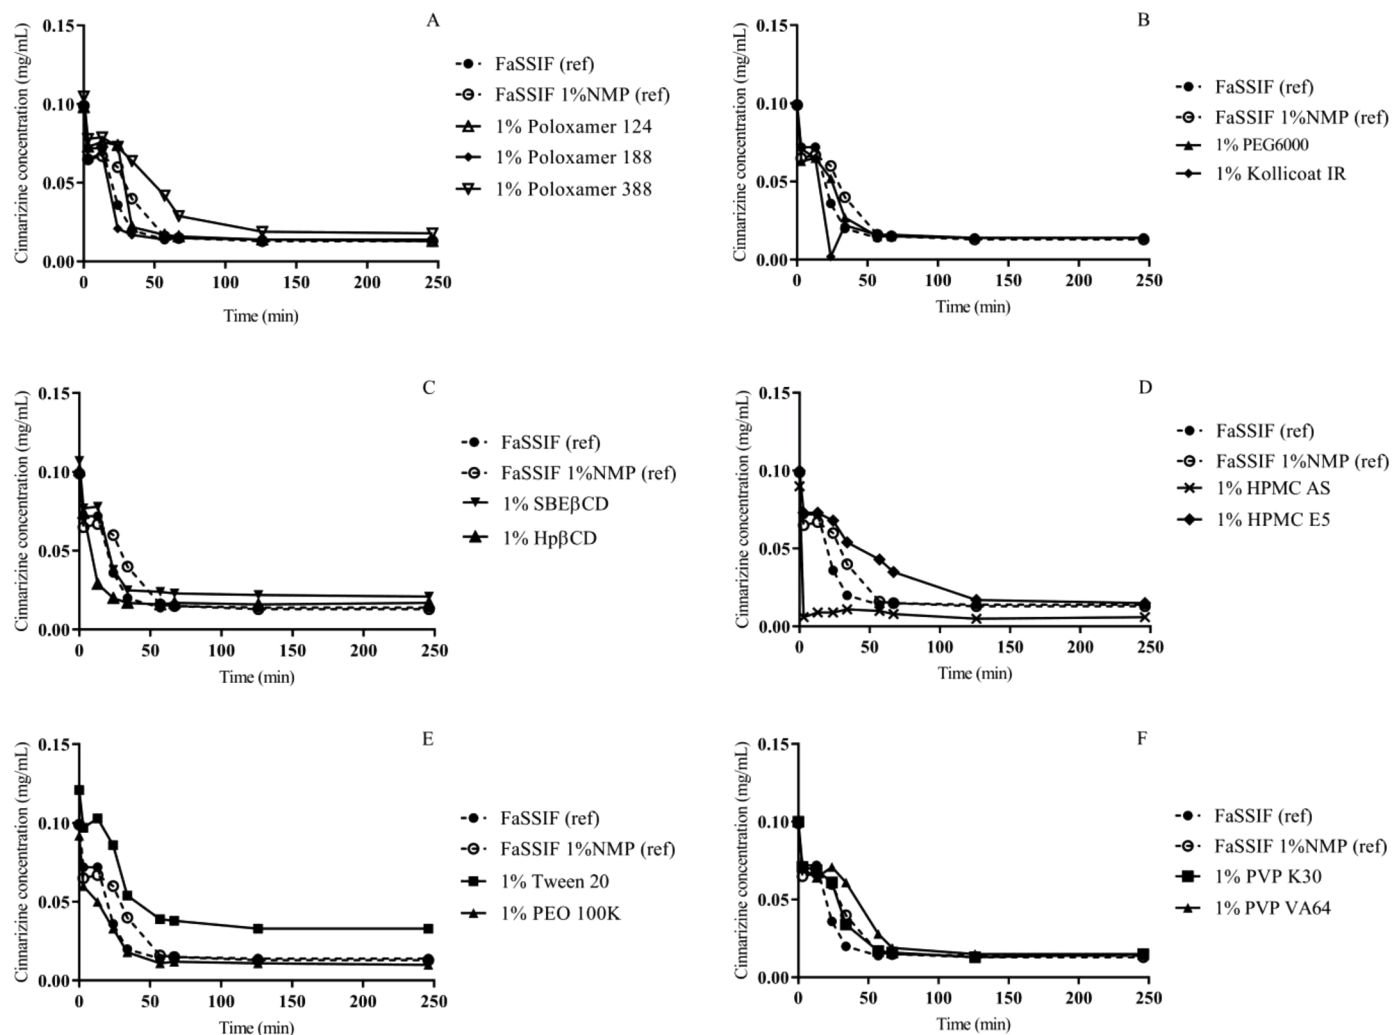 A
Cinnarizine concentration (mg/mL)
0.15
0.10
0.05
0.00
0 50 100 150 200 250
Time (min)
FaSSIF (ref)
FaSSIF 1%NMP (ref)
1% Poloxamer 124
1% Poloxamer 188
1% Poloxamer 388
B
Cinnarizine concentration (mg/mL)
0.15
0.10
0.05
0.00
0 50 100 150 200 250
Time (min)
FaSSIF (ref)
FaSSIF 1%NMP (ref)
1% PEG6000
1% Kollicoat IR
C
Cinnarizine concentration (mg/mL)
0.15
0.10
0.05
0.00
0 50 100 150 200 250
Time (min)
FaSSIF (ref)
FaSSIF 1%NMP (ref)
1% SBEβCD
1% HpβCD
D
Cinnarizine concentration (mg/mL)
0.15
0.10
0.05
0.00
0 50 100 150 200 250
Time (min)
FaSSIF (ref)
FaSSIF 1%NMP (ref)
1% HPMC AS
1% HPMC E5
E
Cinnarizine concentration (mg/mL)
0.15
0.10
0.05
0.00
0 50 100 150 200 250
Time (min)
FaSSIF (ref)
FaSSIF 1%NMP (ref)
1% Tween 20
1% PEO 100K
F
Cinnarizine concentration (mg/mL)
0.15
0.10
0.05
0.00
0 50 100 150 200 250
Time (min)
FaSSIF (ref)
FaSSIF 1%NMP (ref)
1% PVP K30
1% PVP VA64